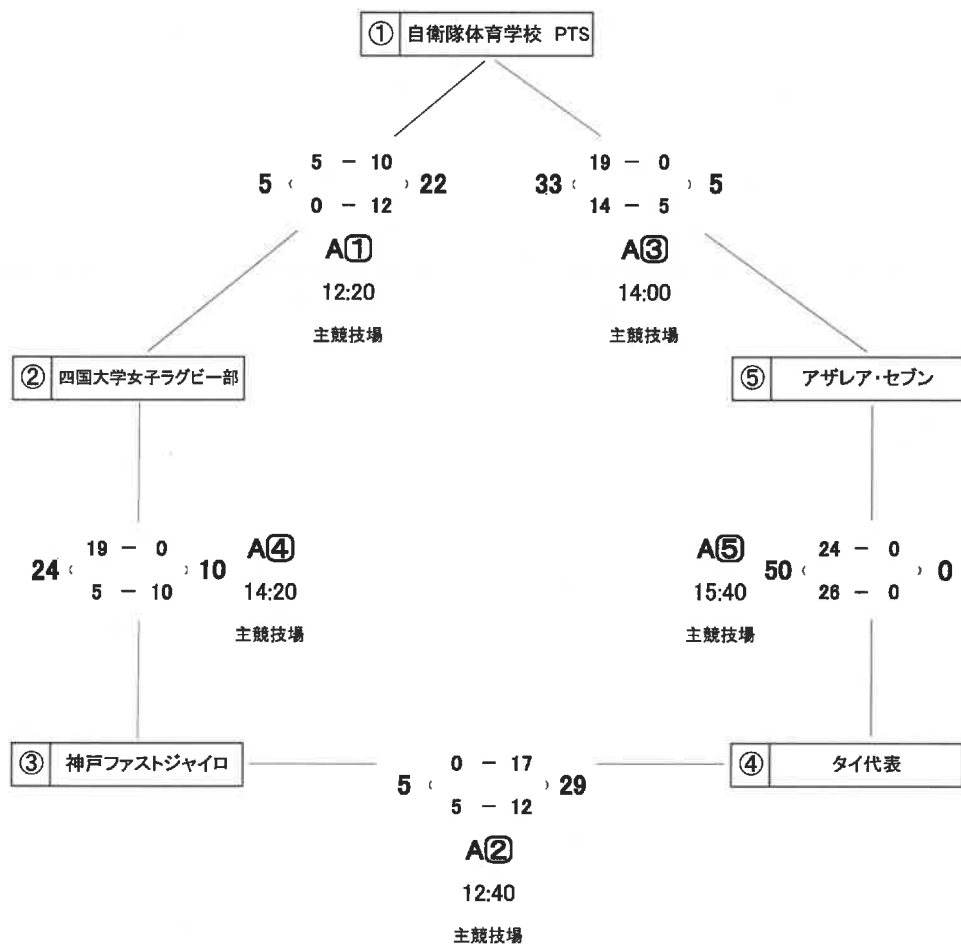 ① 自衛隊体育学校 PTS
5 - 10
5 ( ) 22
0 - 12
A①
12:20
主競技場
19 - 0
33 ( ) 5
14 - 5
A③
14:00
主競技場
② 四国大学女子ラグビー部
⑤ アザレア・セブン
19 - 0
24 ( ) 10
5 - 10
A④
14:20
主競技場
A⑤
15:40
主競技場
24 - 0
50 ( ) 0
26 - 0
③ 神戸ファストジャイロ
④ タイ代表
0 - 17
5 ( ) 29
5 - 12
A②
12:40
主競技場